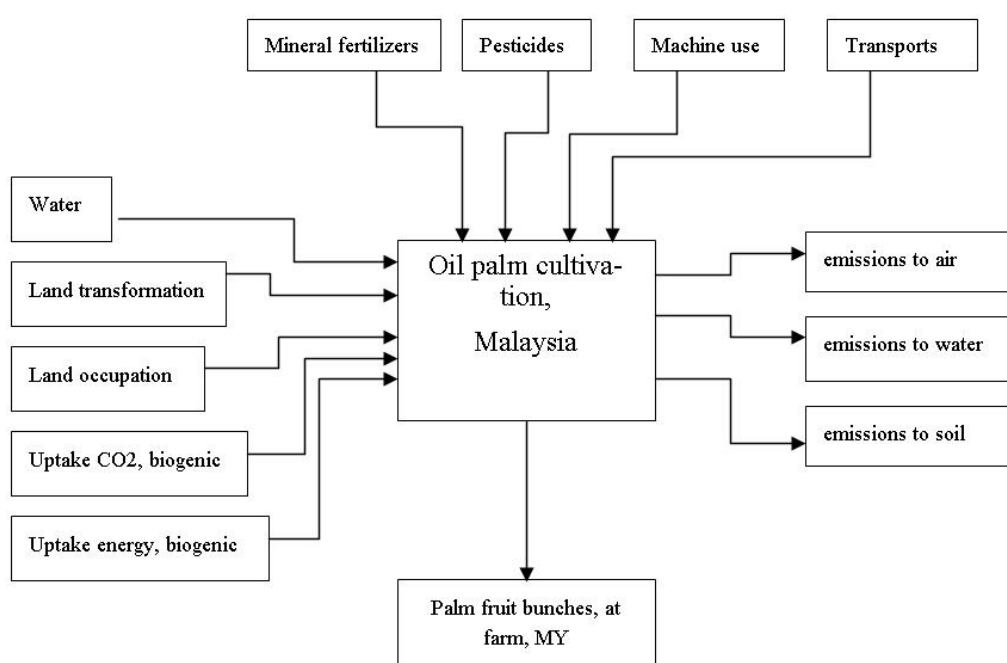 Mineral fertilizers
Pesticides
Machine use
Transports
Water
Land transformation
Land occupation
Uptake CO2, biogenic
Uptake energy, biogenic
Oil palm cultiva-
tion,
Malaysia
emissions to air
emissions to water
emissions to soil
Palm fruit bunches, at
farm, MY